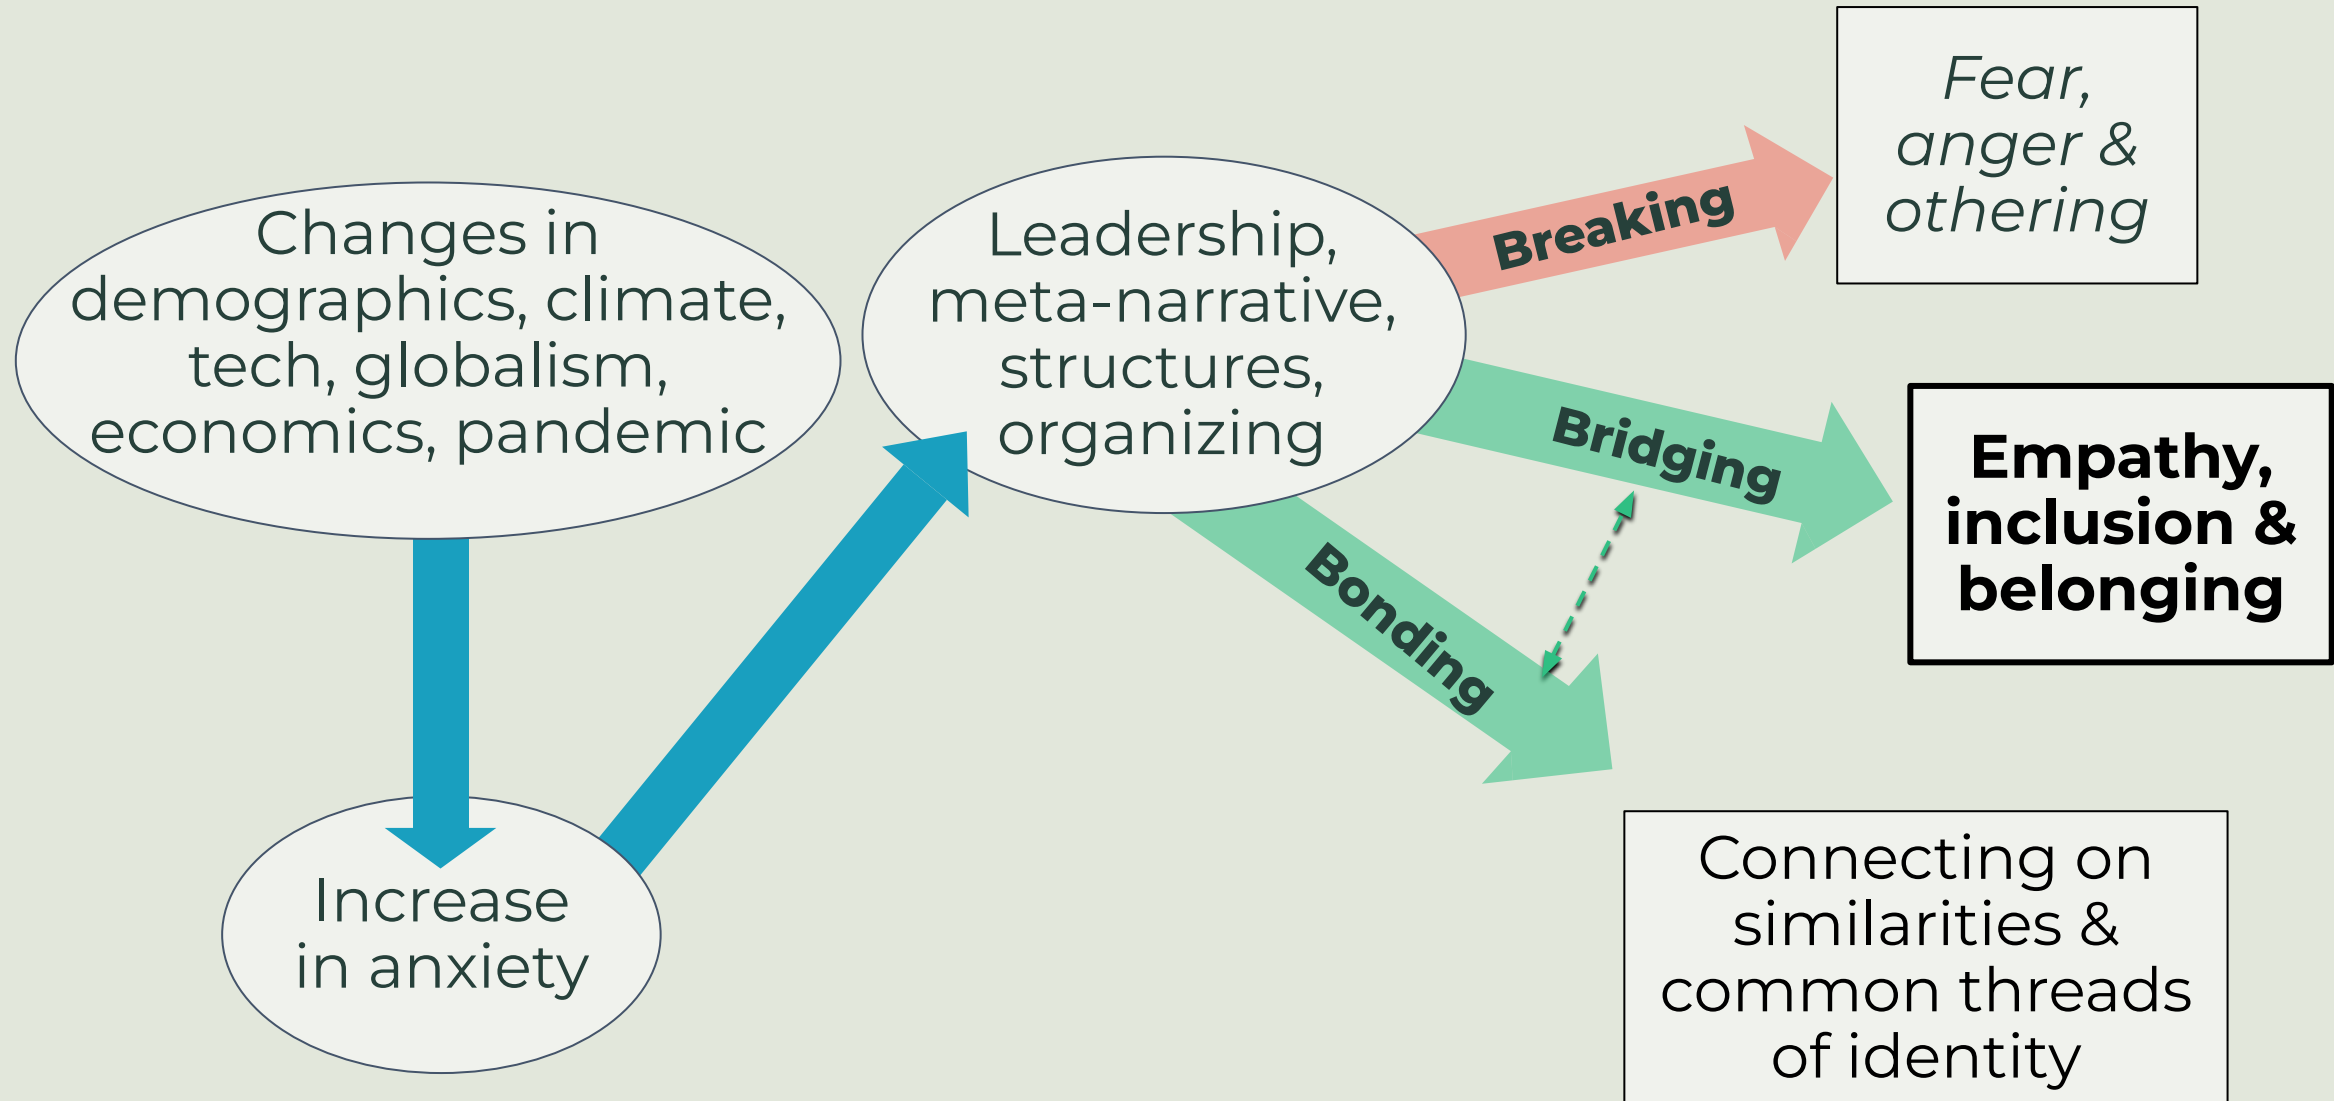 Changes in
demographics, climate,
tech, globalism,
economics, pandemic
Increase
in anxiety
Leadership,
meta-narrative,
structures,
organizing
Breaking
Fear,
anger &
othering
Bridging
Empathy,
inclusion &
belonging
Bonding
Connecting on
similarities &
common threads
of identity